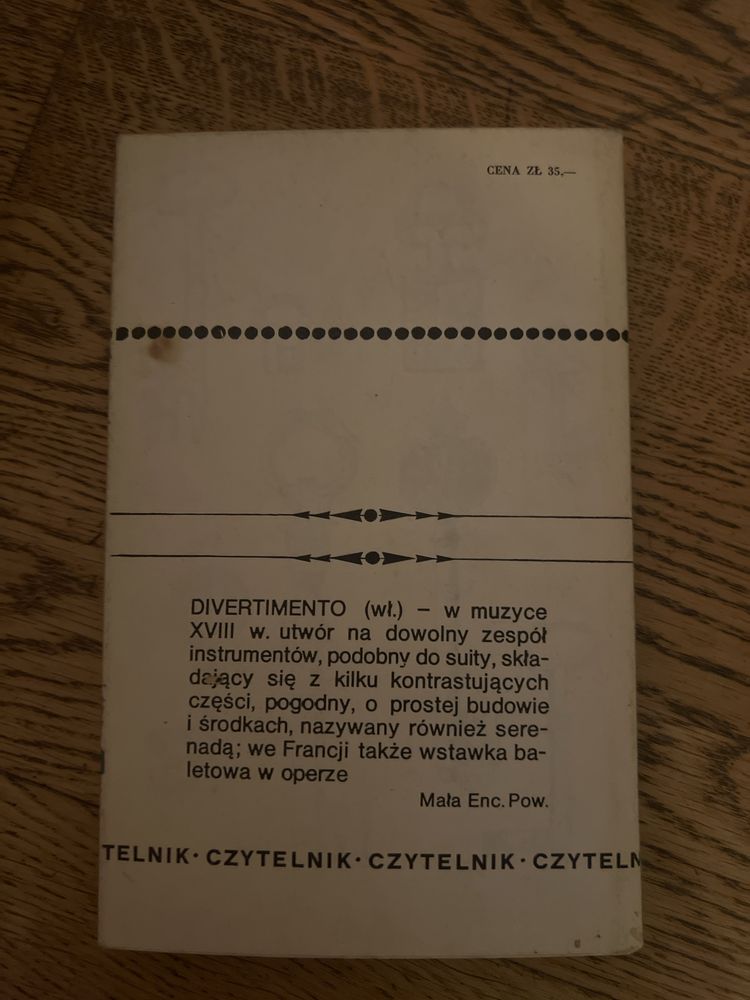 CENA ZŁ 35,—
DIVERTIMENTO (wł.) – w muzyce
XVIII w. utwór na dowolny zespół
instrumentów, podobny do suity, skła-
dający się z kilku kontrastujących
części, pogodny, o prostej budowie
i środkach, nazywany również sere-
nadą; we Francji także wstawka ba-
letowa w operze
Mała Enc. Pow.
TELNIK · CZYTELNIK · CZYTELNIK · CZYTELN